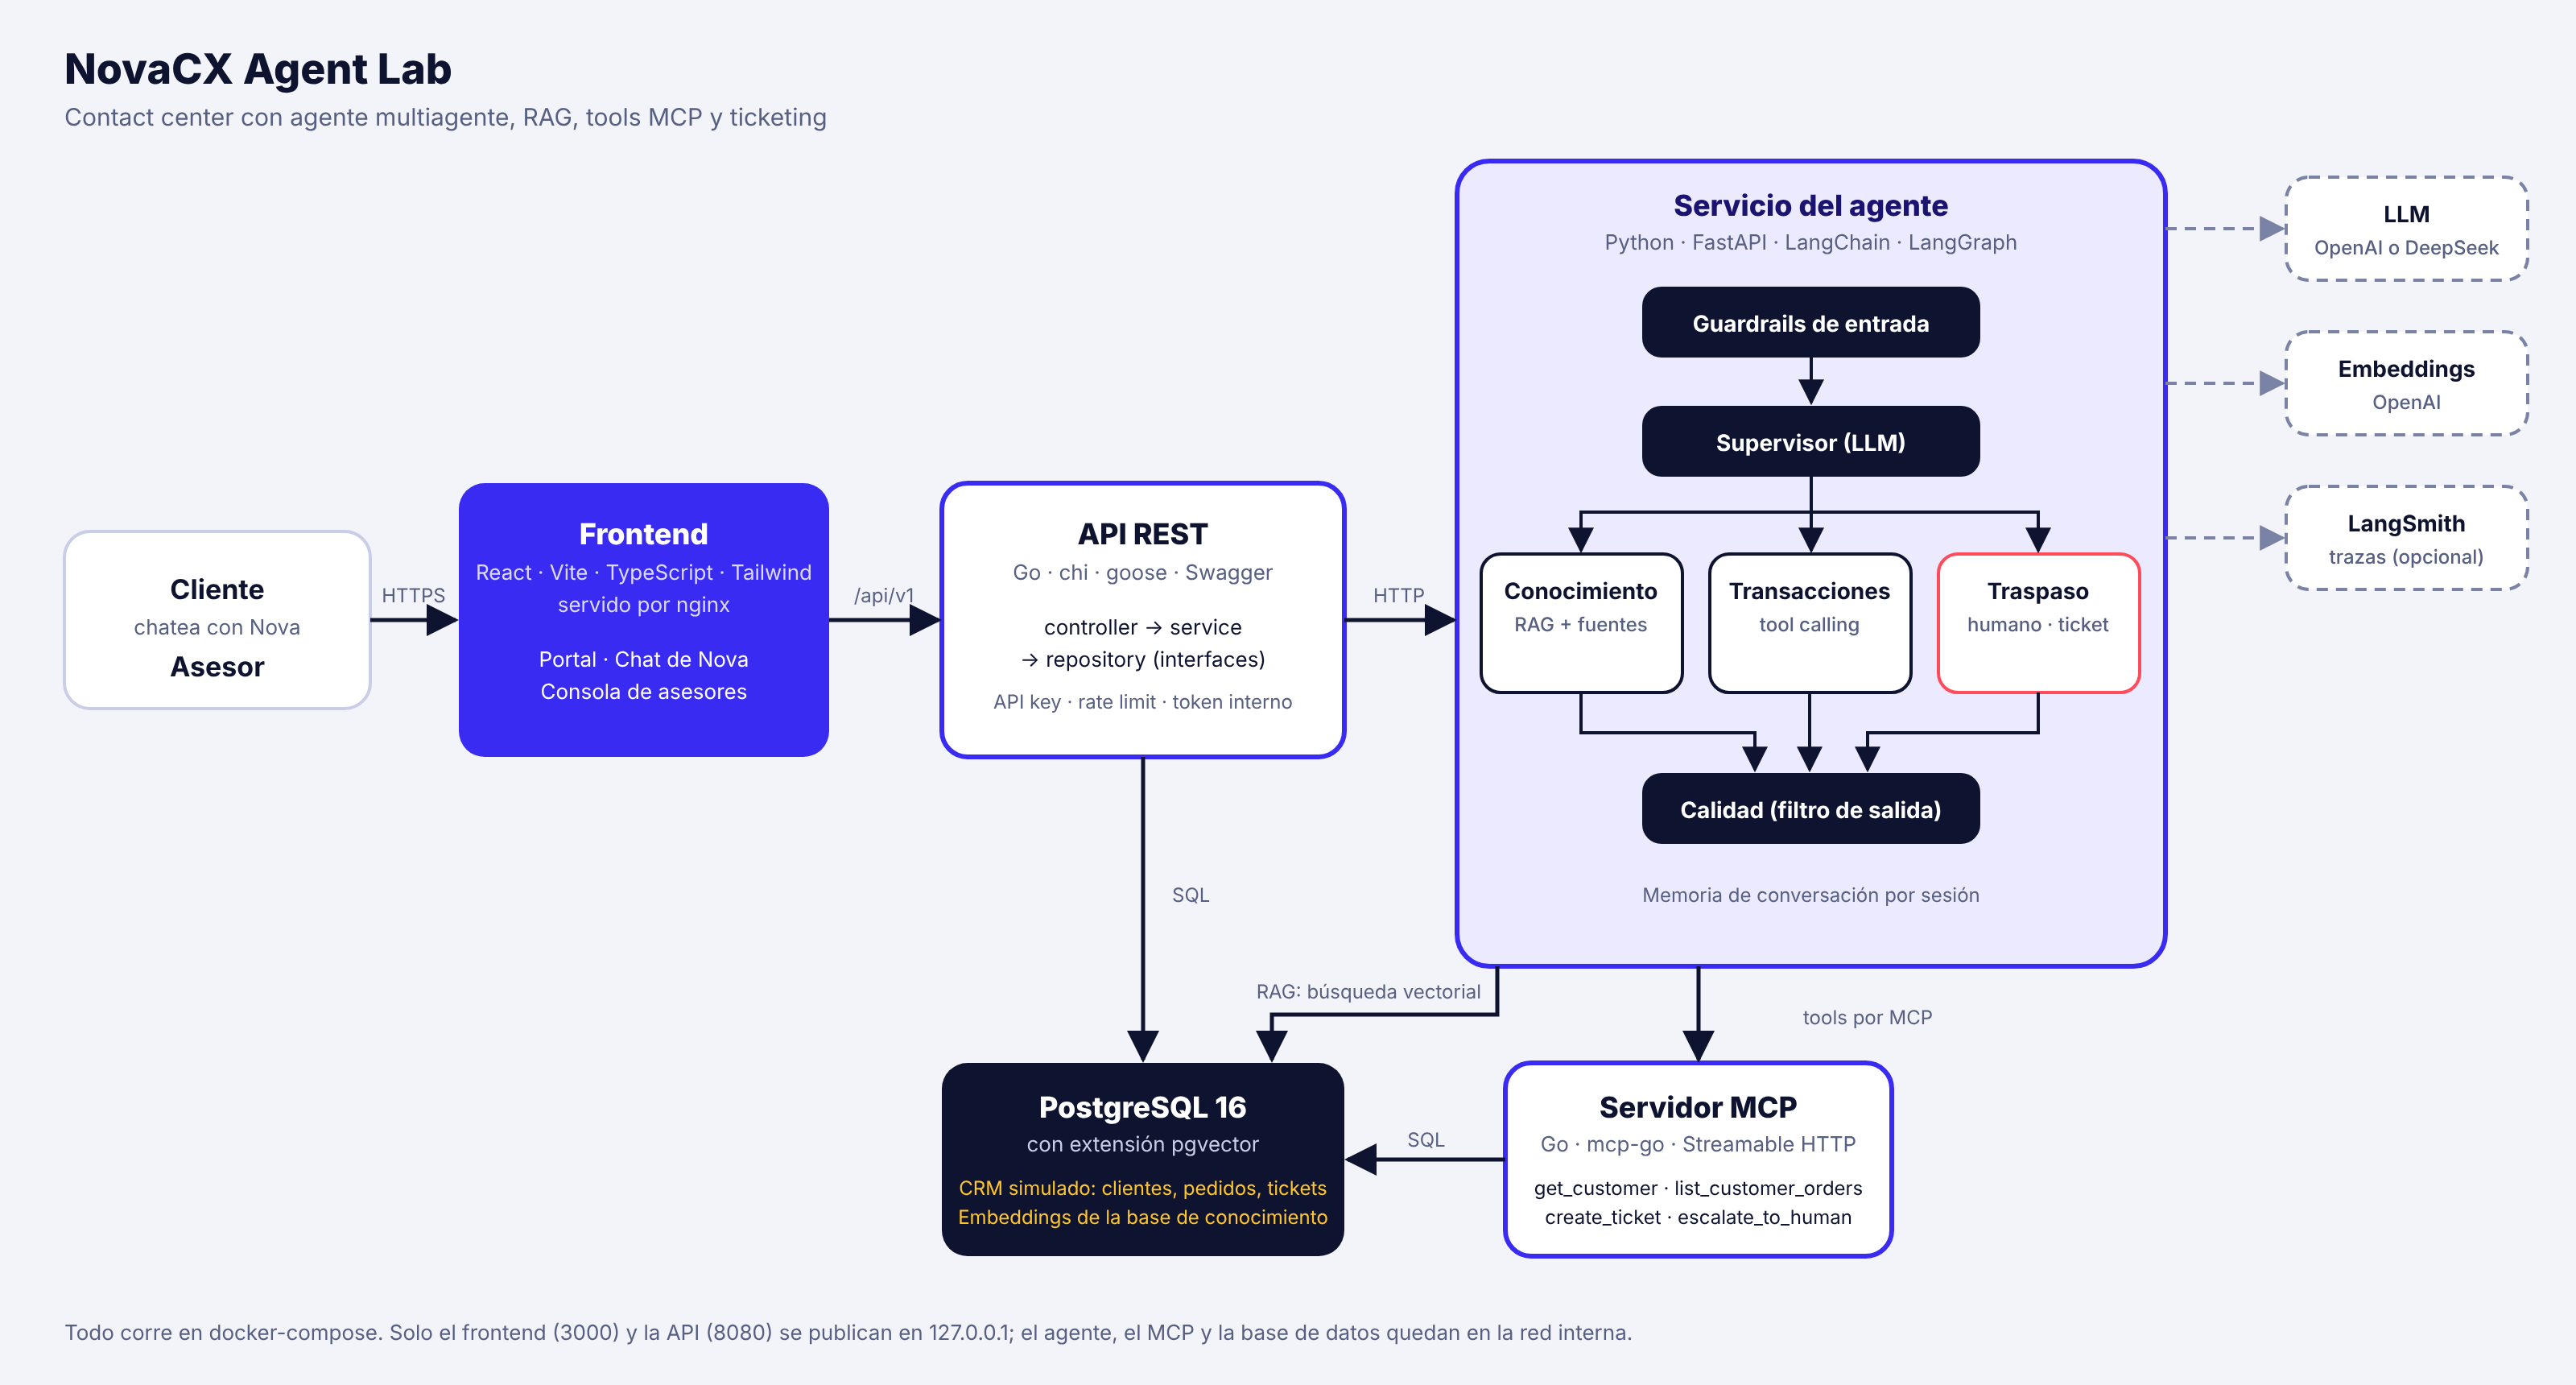 NovaCX Agent Lab
Contact center con agente multiagente, RAG, tools MCP y ticketing
Cliente
chatea con Nova
Asesor
HTTPS
Frontend
React · Vite · TypeScript · Tailwind
servido por nginx
Portal · Chat de Nova
Consola de asesores
/api/v1
API REST
Go · chi · goose · Swagger
controller → service
→ repository (interfaces)
API key · rate limit · token interno
HTTP
Servicio del agente
Python · FastAPI · LangChain · LangGraph
Guardrails de entrada
Supervisor (LLM)
Conocimiento
RAG + fuentes
Transacciones
tool calling
Traspaso
humano · ticket
Calidad (filtro de salida)
Memoria de conversación por sesión
LLM
OpenAI o DeepSeek
Embeddings
OpenAI
LangSmith
trazas (opcional)
SQL
RAG: búsqueda vectorial
tools por MCP
PostgreSQL 16
con extensión pgvector
CRM simulado: clientes, pedidos, tickets
Embeddings de la base de conocimiento
SQL
Servidor MCP
Go · mcp-go · Streamable HTTP
get_customer · list_customer_orders
create_ticket · escalate_to_human
Todo corre en docker-compose. Solo el frontend (3000) y la API (8080) se publican en 127.0.0.1; el agente, el MCP y la base de datos quedan en la red interna.